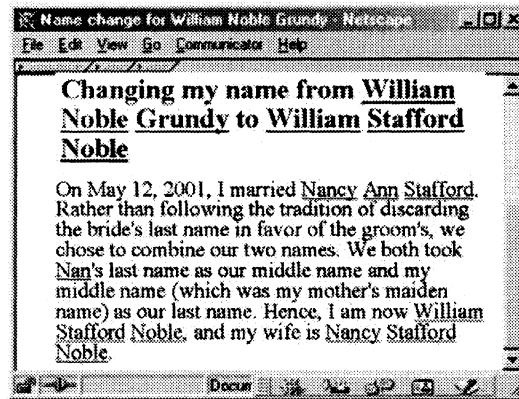 Name change for William Noble Grundy - Netscape
File Edit View Go Communicator Help
Changing my name from William
Noble Grundy to William Stafford
Noble
On May 12, 2001, I married Nancy Ann Stafford.
Rather than following the tradition of discarding
the bride's last name in favor of the groom's, we
chose to combine our two names. We both took
Nan's last name as our middle name and my
middle name (which was my mother's maiden
name) as our last name. Hence, I am now William
Stafford Noble, and my wife is Nancy Stafford
Noble.
Docum